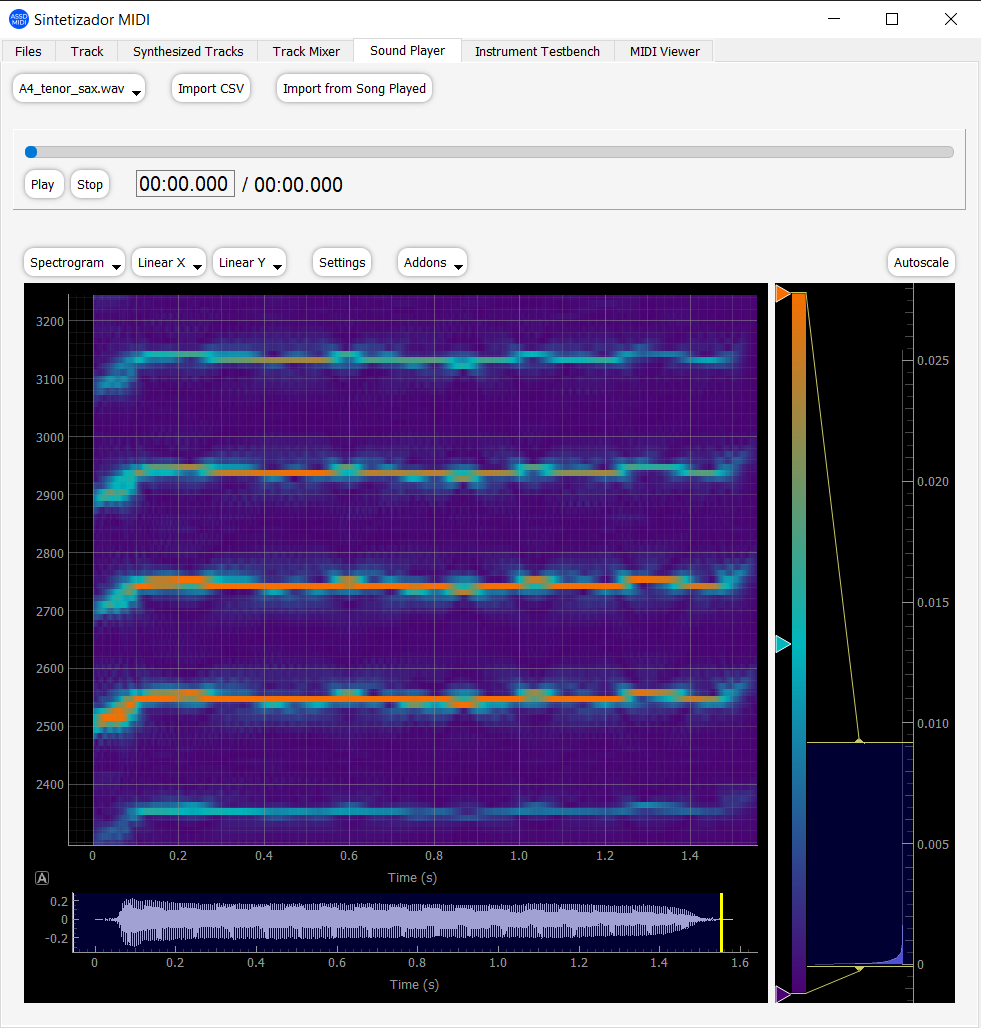 ASSD MIDI Sintetizador MIDI
Files Track Synthesized Tracks Track Mixer Sound Player Instrument Testbench MIDI Viewer
A4_tenor_sax.wav Import CSV Import from Song Played
Play Stop 00:00.000 / 00:00.000
Spectrogram Linear X Linear Y Settings Addons Autoscale
3200
3100
3000
2900
2800
2700
2600
2500
2400
0 0.2 0.4 0.6 0.8 1.0 1.2 1.4
Time (s)
0.025
0.020
0.015
0.010
0.005
0
A
0.2
0
-0.2
0 0.2 0.4 0.6 0.8 1.0 1.2 1.4 1.6
Time (s)